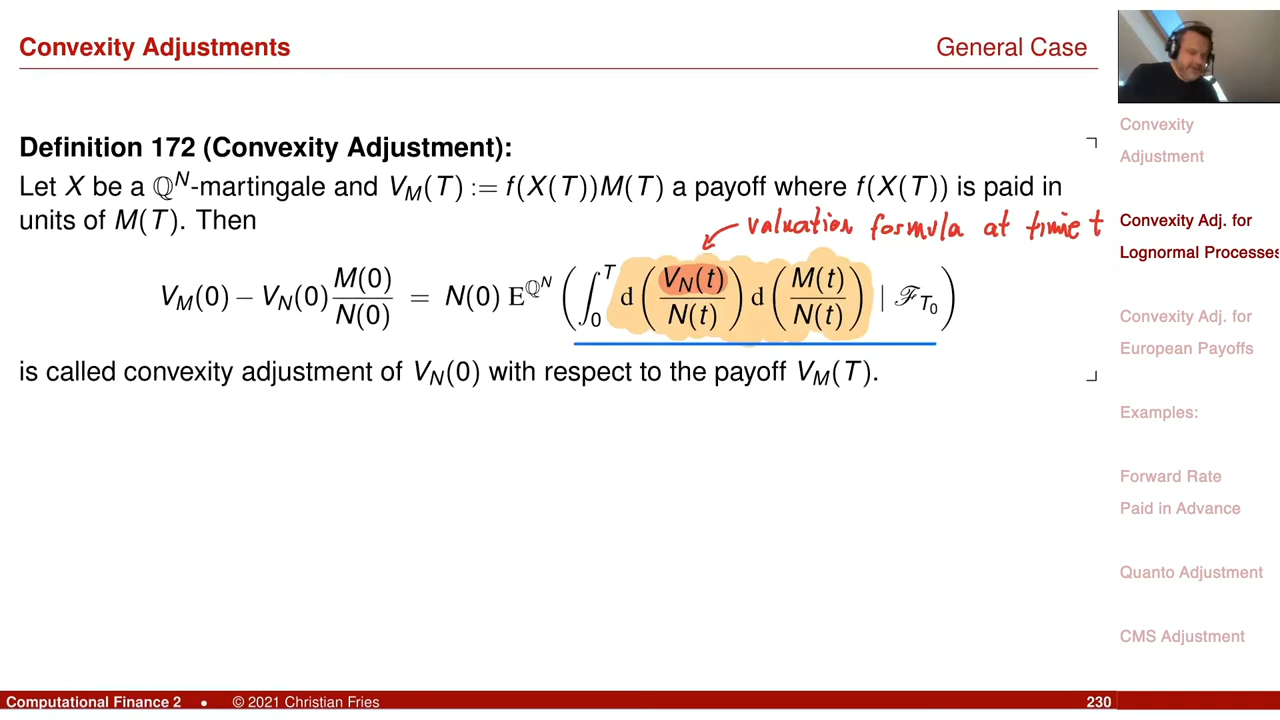 Convexity Adjustments
General Case
Definition 172 (Convexity Adjustment):
Let X be a ℚᴺ-martingale and V_M(T) := f(X(T))M(T) a payoff where f(X(T)) is paid in
units of M(T). Then
valuation formula at time t
V_M(0) − V_N(0) M(0)/N(0) = N(0) E^{ℚ^N} ( ∫_0^T d ( V_N(t)/N(t) ) d ( M(t)/N(t) ) | ℱ_{T_0} )
is called convexity adjustment of V_N(0) with respect to the payoff V_M(T).
Convexity
Adjustment
Convexity Adj. for
Lognormal Processes
Convexity Adj. for
European Payoffs
Examples:
Forward Rate
Paid in Advance
Quanto Adjustment
CMS Adjustment
Computational Finance 2 • © 2021 Christian Fries
230